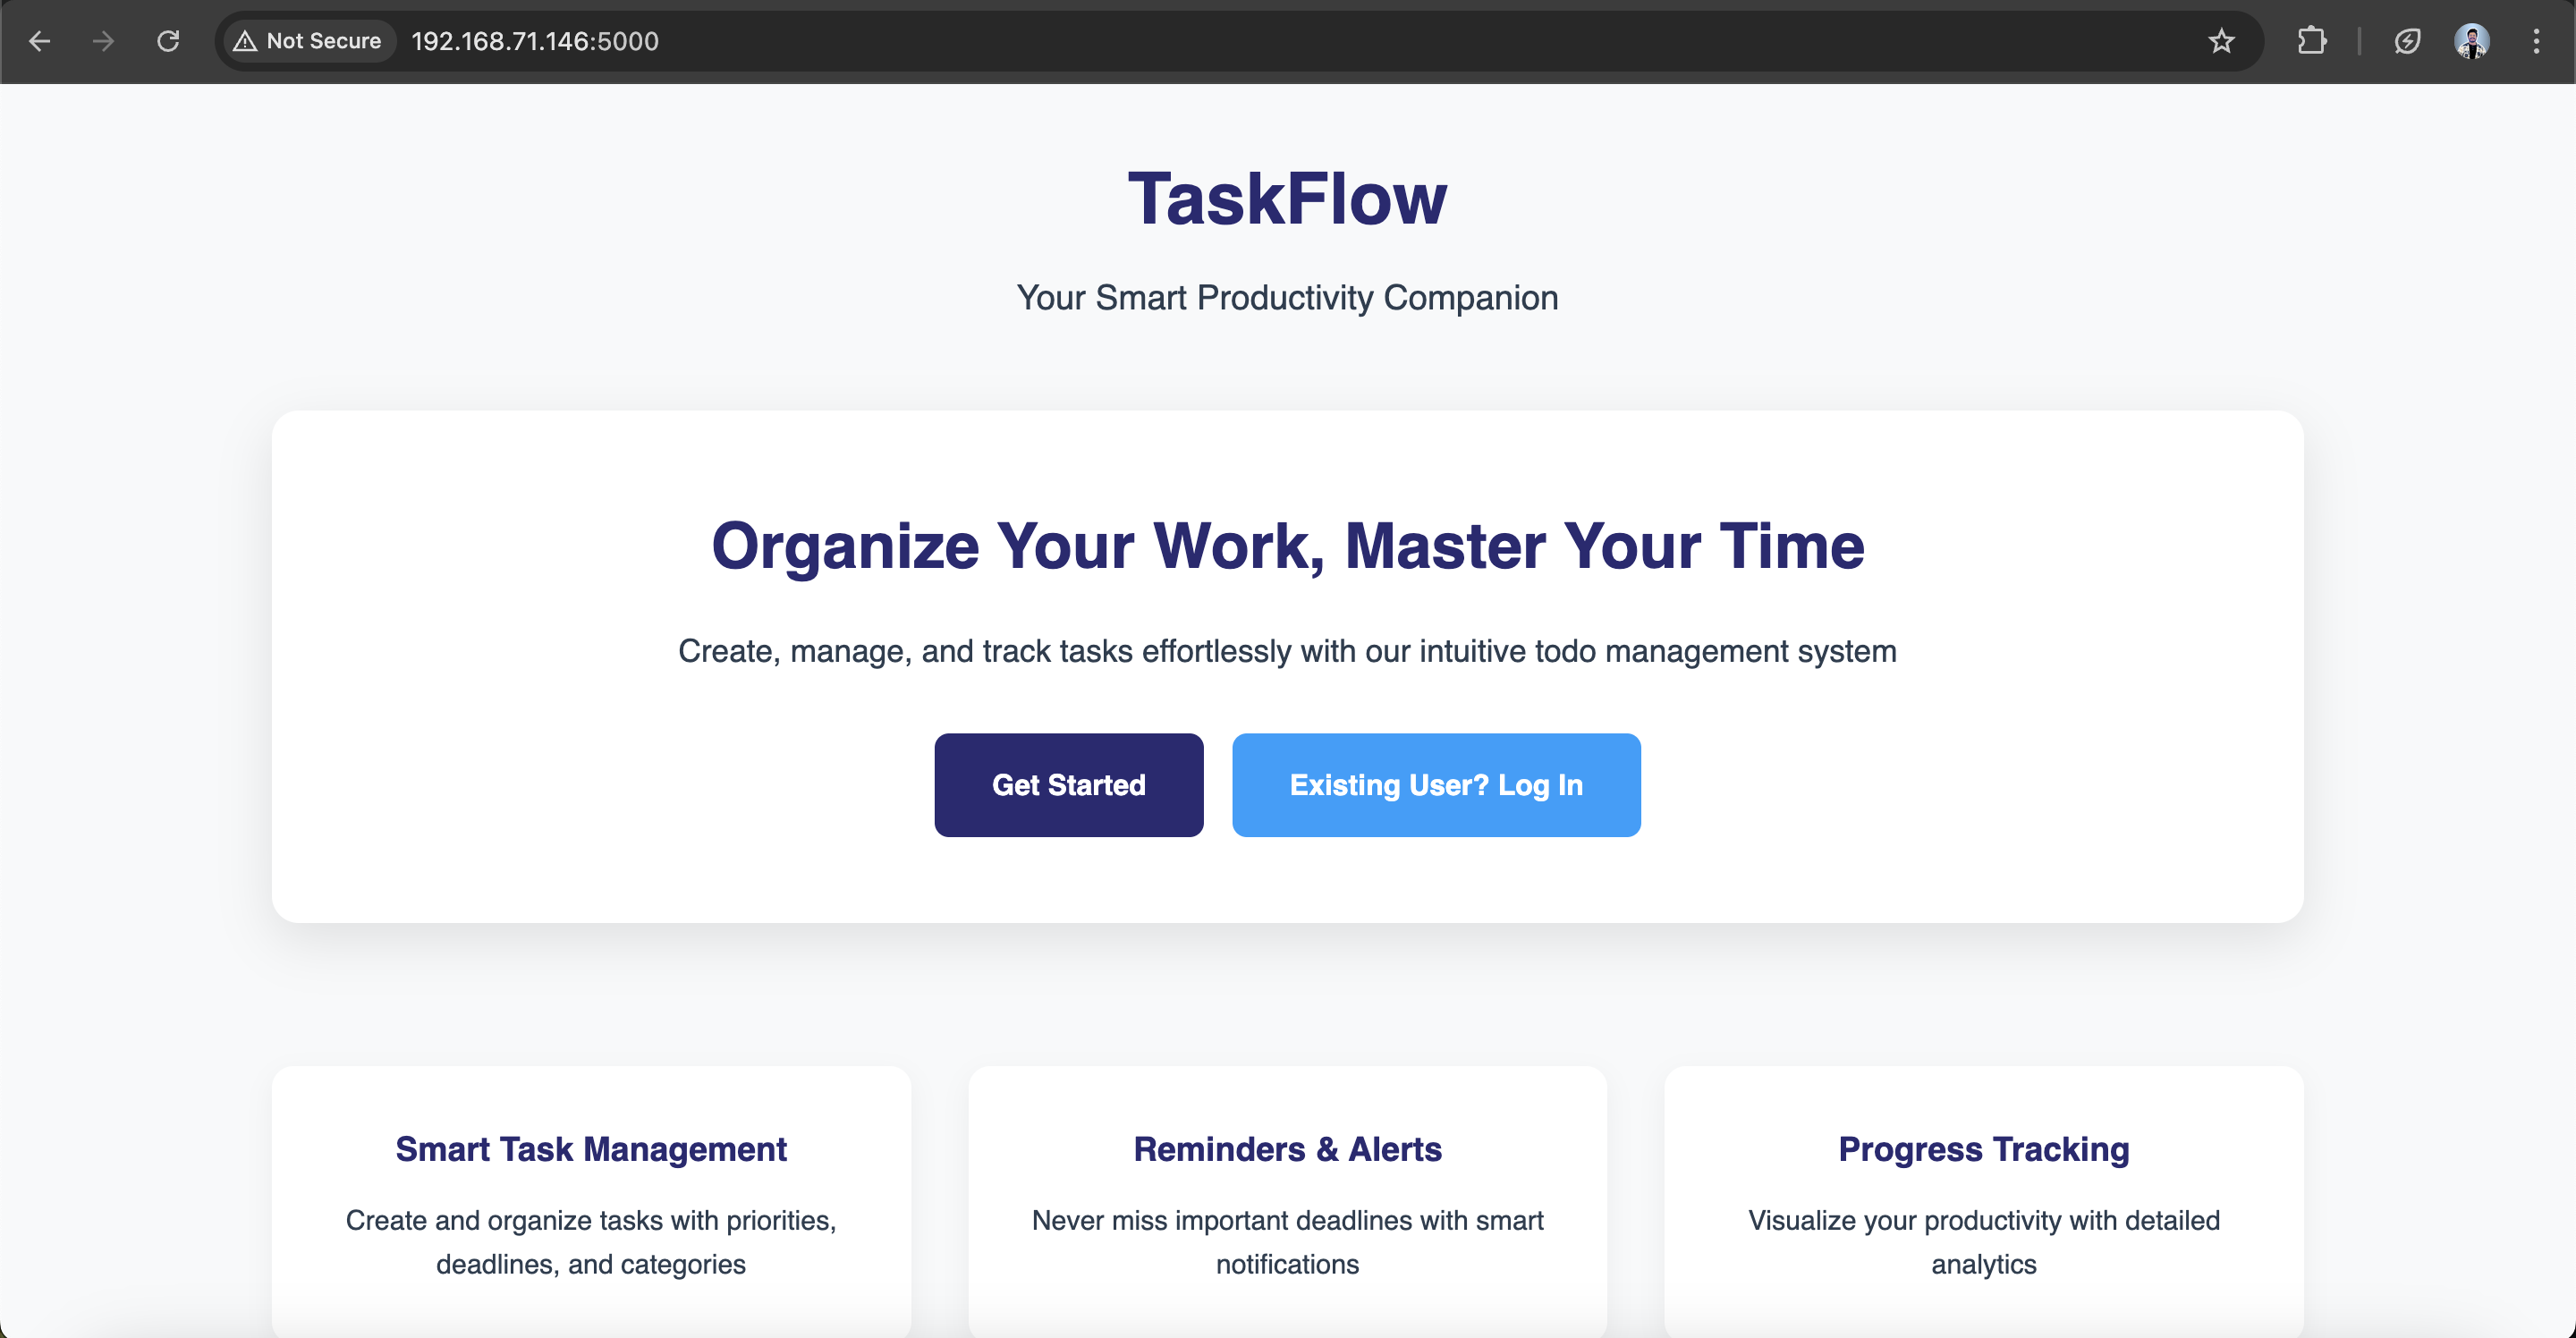 Not Secure 192.168.71.146:5000
TaskFlow
Your Smart Productivity Companion
Organize Your Work, Master Your Time
Create, manage, and track tasks effortlessly with our intuitive todo management system
Get Started
Existing User? Log In
Smart Task Management
Create and organize tasks with priorities,
deadlines, and categories
Reminders & Alerts
Never miss important deadlines with smart
notifications
Progress Tracking
Visualize your productivity with detailed
analytics